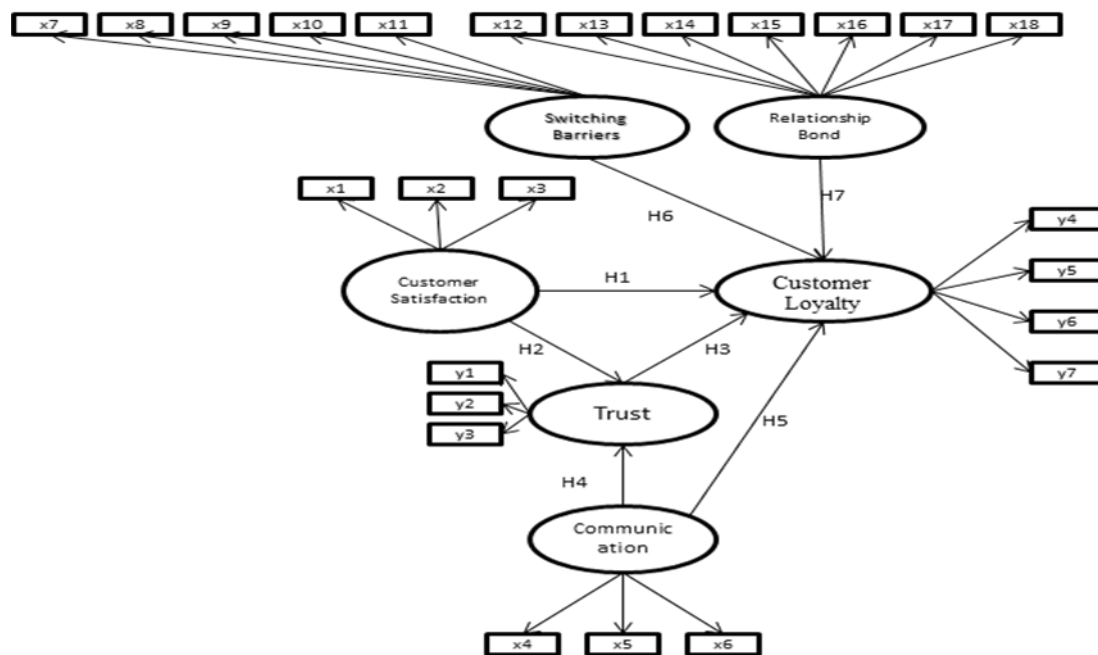 x7 x8 x9 x10 x11 x12 x13 x14 x15 x16 x17 x18
Switching
Barriers
Relationship
Bond
x1 x2 x3
H6
H7
y4
y5
y6
y7
Customer
Satisfaction
H1
Customer
Loyalty
H2
H3
y1
y2
y3
Trust
H5
H4
Communic
ation
x4 x5 x6